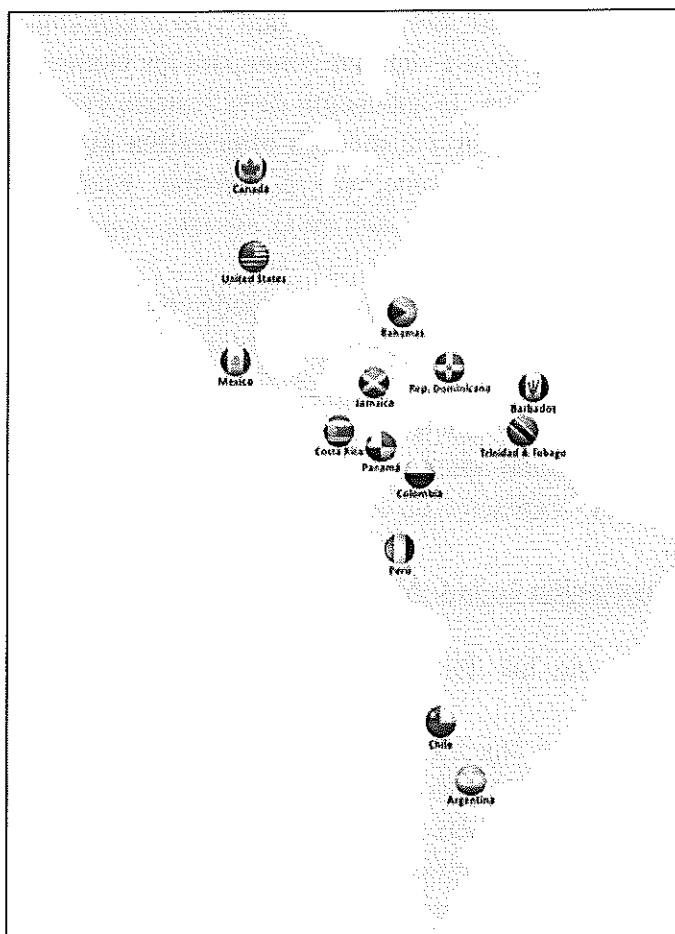 Canada
United States
Bahamas
Mexico
Jamaica
Rep. Dominicana
Barbados
Costa Rica
Panamá
Trinidad & Tobago
Colombia
Perú
Chile
Argentina